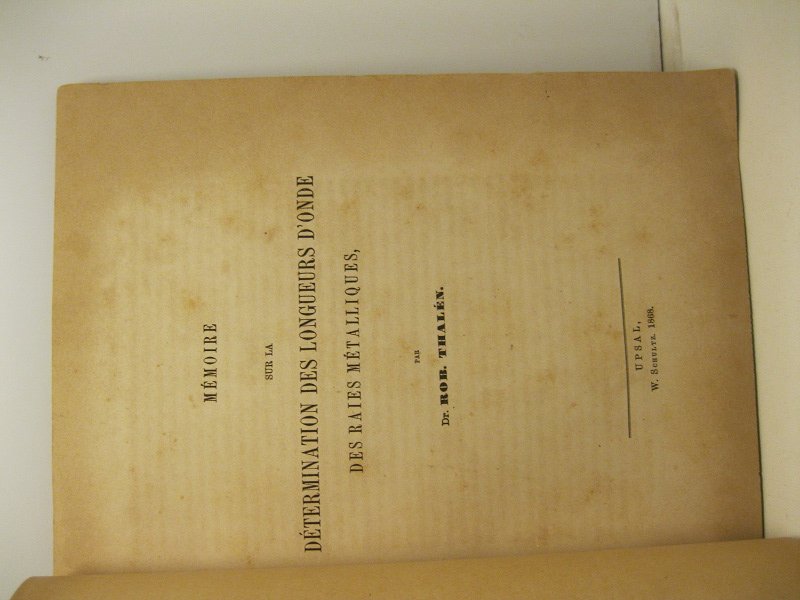 MÉMOIRE
SUR LA
DÉTERMINATION DES LONGUEURS D'ONDE
DES RAIES MÉTALLIQUES,
PAR
Dr. ROB. THALÉN.
UPSAL,
W. SCHULTZ. 1868.